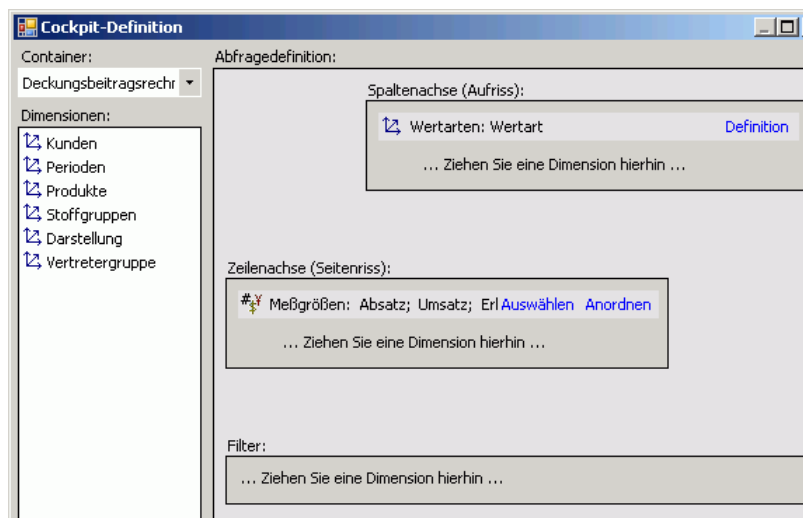 Cockpit-Definition
Container:
Deckungsbeitragsrechr
Dimensionen:
Kunden
Perioden
Produkte
Stoffgruppen
Darstellung
Vertretergruppe
Abfragedefinition:
Spaltenachse (Aufriss):
Wertarten: Wertart Definition
... Ziehen Sie eine Dimension hierhin ...
Zeilenachse (Seitenriss):
Meßgrößen: Absatz; Umsatz; Erl Auswählen Anordnen
... Ziehen Sie eine Dimension hierhin ...
Filter:
... Ziehen Sie eine Dimension hierhin ...